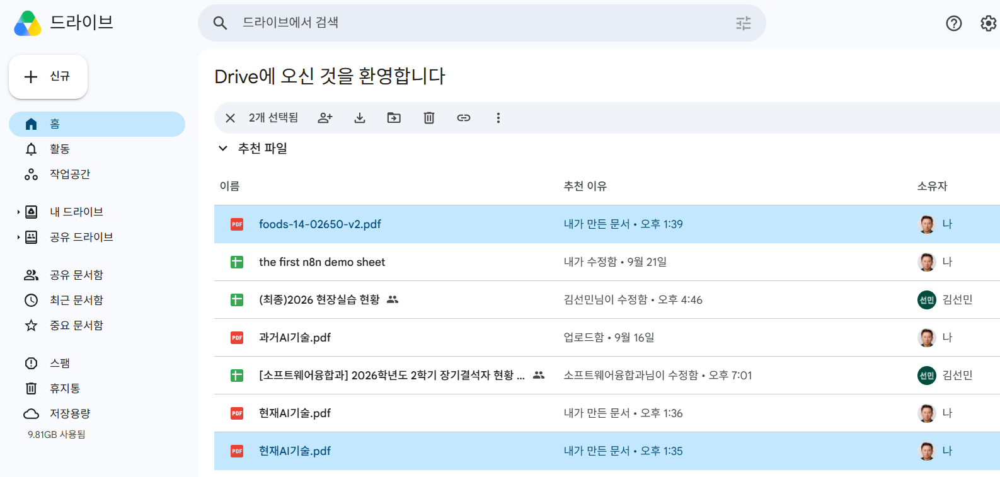 드라이브
드라이브에서 검색
신규
Drive에 오신 것을 환영합니다
2개 선택됨
홈
활동
작업공간
내 드라이브
공유 드라이브
공유 문서함
최근 문서함
중요 문서함
스팸
휴지통
저장용량
9.81GB 사용됨
추천 파일
이름 추천 이유 소유자
PDF foods-14-02650-v2.pdf 내가 만든 문서 • 오후 1:39 나
the first n8n demo sheet 내가 수정함 • 9월 21일 나
(최종)2026 현장실습 현황 김선민님이 수정함 • 오후 4:46 선민 김선민
PDF 과거AI기술.pdf 업로드함 • 9월 16일 나
[소프트웨어융합과] 2026학년도 2학기 장기결석자 현황 ... 소프트웨어융합과님이 수정함 • 오후 7:01 선민 김선민
PDF 현재AI기술.pdf 내가 만든 문서 • 오후 1:36 나
PDF 현재AI기술.pdf 내가 만든 문서 • 오후 1:35 나